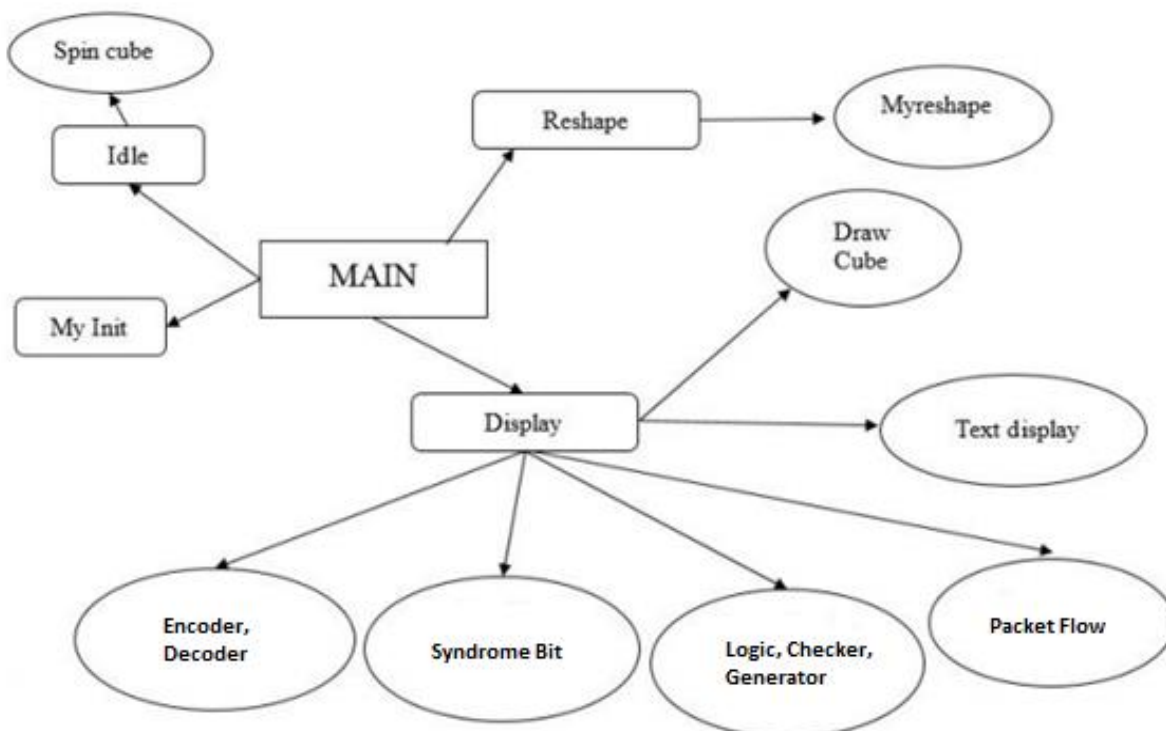 Spin cube
Reshape
Myreshape
Idle
Draw
Cube
MAIN
My Init
Display
Text display
Encoder,
Decoder
Syndrome Bit
Logic, Checker,
Generator
Packet Flow